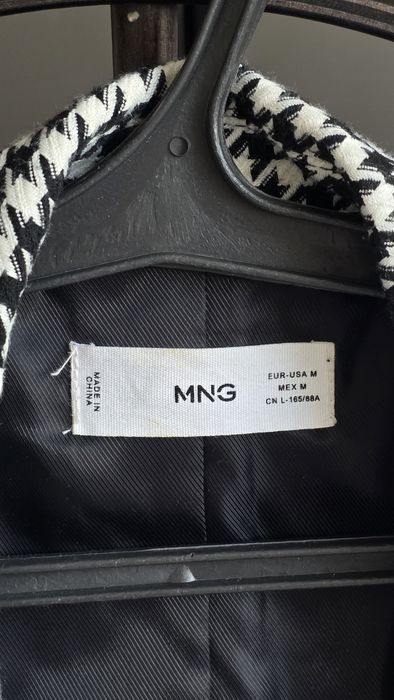 MADE IN
CHINA
MNG
EUR-USA M
MEX M
CN L-165/88A